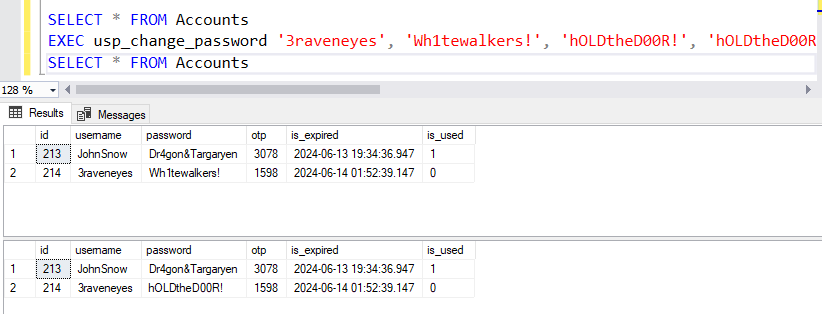 SELECT * FROM Accounts
EXEC usp_change_password '3raveneyes', 'Wh1tewalkers!', 'hOLDtheD00R!', 'hOLDtheD00R
SELECT * FROM Accounts
128 %
Results Messages
id username password otp is_expired is_used
1 213 JohnSnow Dr4gon&Targaryen 3078 2024-06-13 19:34:36.947 1
2 214 3raveneyes Wh1tewalkers! 1598 2024-06-14 01:52:39.147 0
id username password otp is_expired is_used
1 213 JohnSnow Dr4gon&Targaryen 3078 2024-06-13 19:34:36.947 1
2 214 3raveneyes hOLDtheD00R! 1598 2024-06-14 01:52:39.147 0